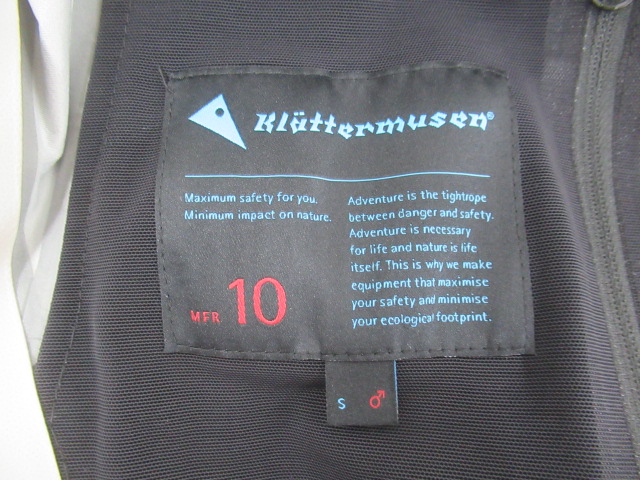 Klättermusen®
Maximum safety for you.
Minimum impact on nature.
Adventure is the tightrope
between danger and safety.
Adventure is necessary
for life and nature is life
itself. This is why we make
equipment that maximise
your safety and minimise
your ecological footprint.
MFR 10
S ♂